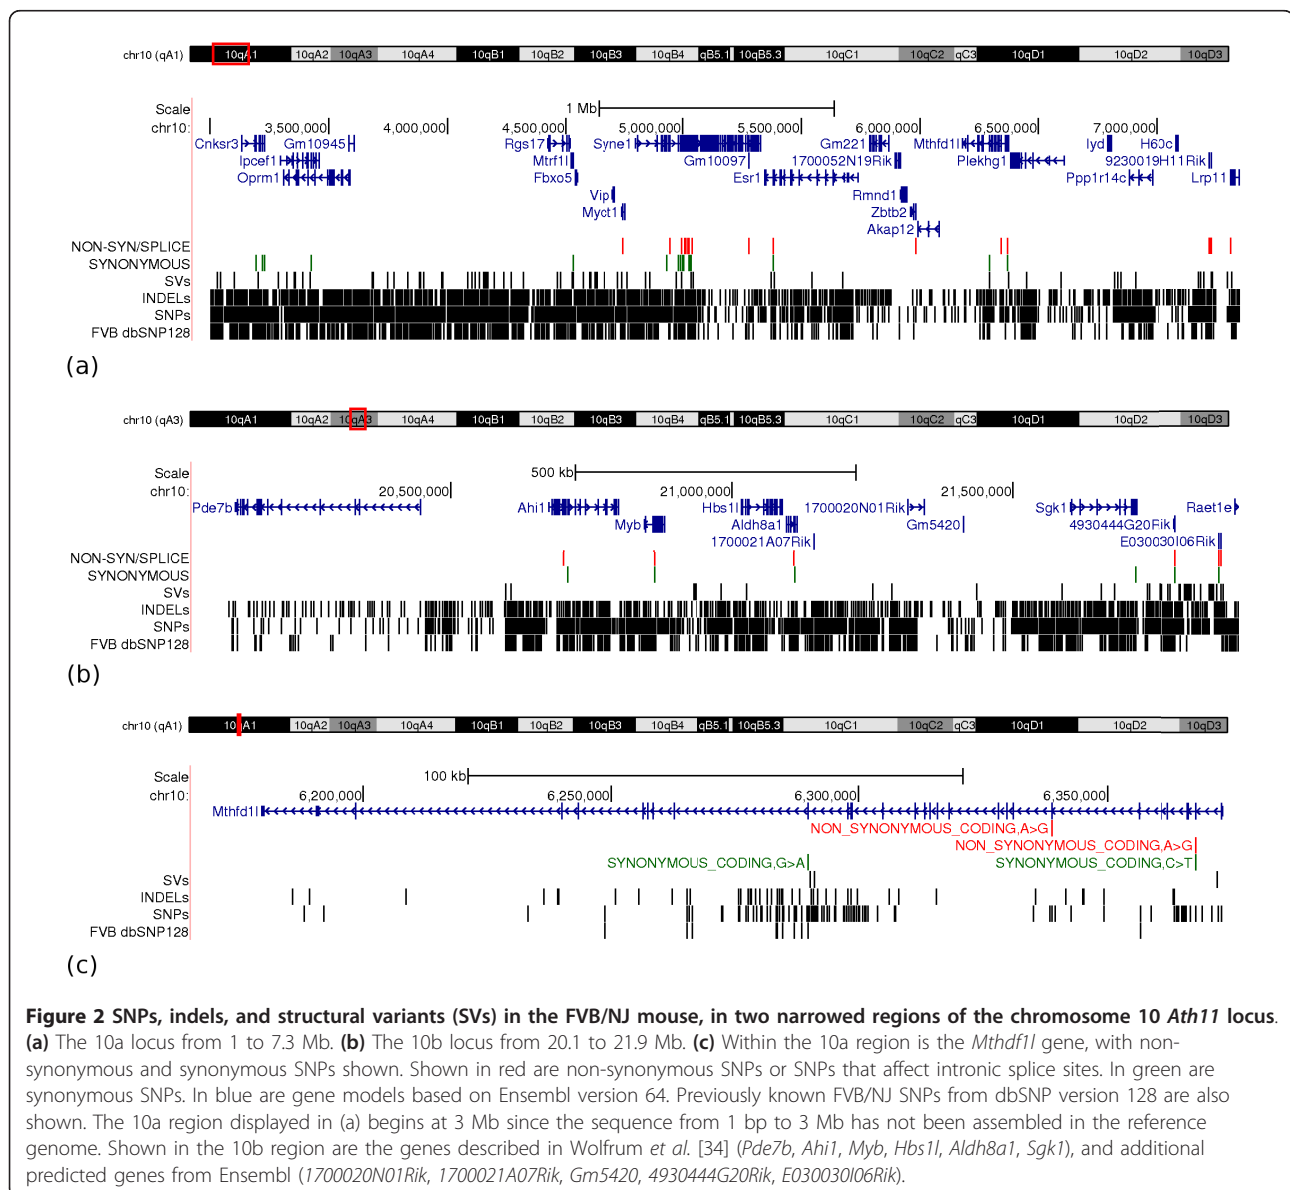 chr10 (qA1) 10qA1 10qA2 10qA3 10qA4 10qB1 10qB2 10qB3 10qB4 qB5.1 10qB5.3 10qC1 10qC2 qC3 10qD1 10qD2 10qD3
Scale 1 Mb
chr10: 3,500,000 4,000,000 4,500,000 5,000,000 5,500,000 6,000,000 6,500,000 7,000,000
Cnksr3 Gm10945 Rgs17 Syne1 Gm221 Mthfd1l Iyd H60c
Ipcef1 Mtrf1l Gm10097 1700052N19Rik Plekhg1 9230019H11Rik
Oprm1 Fbxo5 Esr1 Ppp1r14c Lrp11
Vip Rmnd1
Myct1 Zbtb2
Akap12
NON-SYN/SPLICE
SYNONYMOUS
SVs
INDELs
SNPs
FVB dbSNP128
(a)
chr10 (qA3) 10qA1 10qA2 10qA3 10qA4 10qB1 10qB2 10qB3 10qB4 qB5.1 10qB5.3 10qC1 10qC2 qC3 10qD1 10qD2 10qD3
Scale 500 kb
chr10: 20,500,000 21,000,000 21,500,000
Pde7b Ahi1 Hbs1l 1700020N01Rik Sgk1 Raet1e
Myb Aldh8a1 Gm5420 4930444G20Rik
1700021A07Rik E030030I06Rik
NON-SYN/SPLICE
SYNONYMOUS
SVs
INDELs
SNPs
FVB dbSNP128
(b)
chr10 (qA1) 10qA1 10qA2 10qA3 10qA4 10qB1 10qB2 10qB3 10qB4 qB5.1 10qB5.3 10qC1 10qC2 qC3 10qD1 10qD2 10qD3
Scale 100 kb
chr10: 6,200,000 6,250,000 6,300,000 6,350,000
Mthfd1l
NON_SYNONYMOUS_CODING,A>G
NON_SYNONYMOUS_CODING,A>G
SYNONYMOUS_CODING,G>A SYNONYMOUS_CODING,C>T
SVs
INDELs
SNPs
FVB dbSNP128
(c)
Figure 2 SNPs, indels, and structural variants (SVs) in the FVB/NJ mouse, in two narrowed regions of the chromosome 10 Ath11 locus.
(a) The 10a locus from 1 to 7.3 Mb. (b) The 10b locus from 20.1 to 21.9 Mb. (c) Within the 10a region is the Mthdf1l gene, with non-
synonymous and synonymous SNPs shown. Shown in red are non-synonymous SNPs or SNPs that affect intronic splice sites. In green are
synonymous SNPs. In blue are gene models based on Ensembl version 64. Previously known FVB/NJ SNPs from dbSNP version 128 are also
shown. The 10a region displayed in (a) begins at 3 Mb since the sequence from 1 bp to 3 Mb has not been assembled in the reference
genome. Shown in the 10b region are the genes described in Wolfrum et al. [34] (Pde7b, Ahi1, Myb, Hbs1l, Aldh8a1, Sgk1), and additional
predicted genes from Ensembl (1700020N01Rik, 1700021A07Rik, Gm5420, 4930444G20Rik, E030030I06Rik).